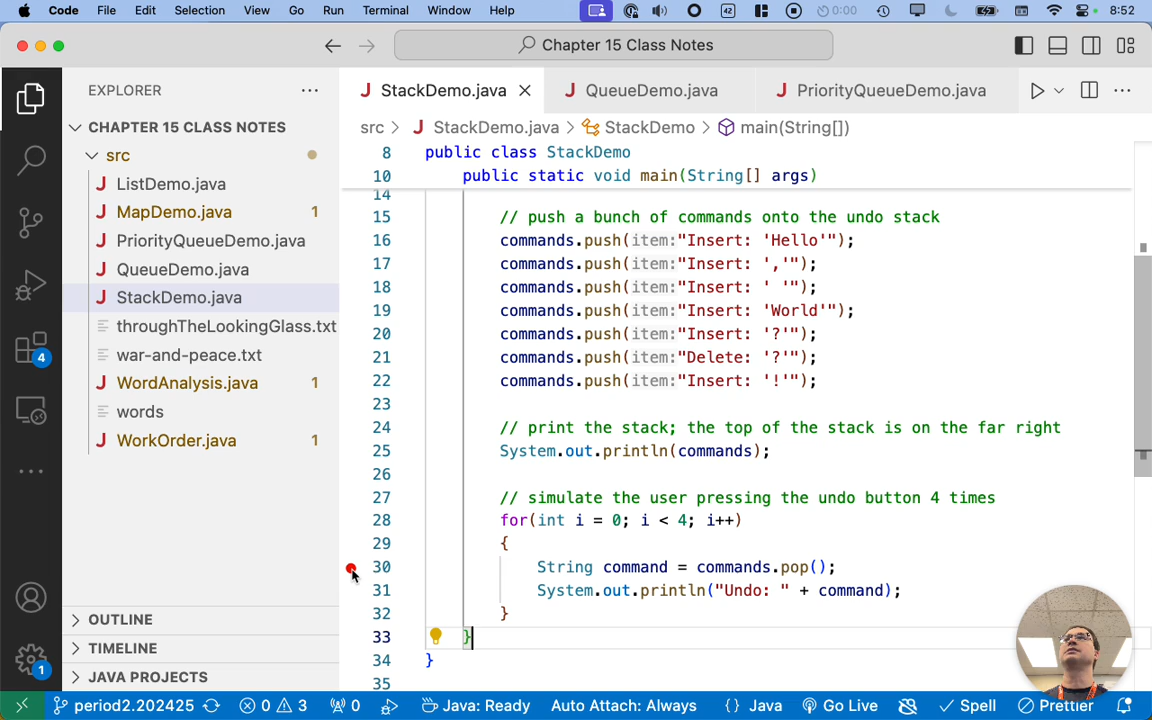 Code File Edit Selection View Go Run Terminal Window Help 42 0:00 8:52
Chapter 15 Class Notes
EXPLORER
CHAPTER 15 CLASS NOTES
src
ListDemo.java
MapDemo.java 1
PriorityQueueDemo.java
QueueDemo.java
StackDemo.java
throughTheLookingGlass.txt
war-and-peace.txt
WordAnalysis.java 1
words
WorkOrder.java 1
OUTLINE
TIMELINE
JAVA PROJECTS
4
1
StackDemo.java QueueDemo.java PriorityQueueDemo.java
src > StackDemo.java > StackDemo > main(String[])
8 public class StackDemo
10 public static void main(String[] args)
14
15 // push a bunch of commands onto the undo stack
16 commands.push(item:"Insert: 'Hello'");
17 commands.push(item:"Insert: ','");
18 commands.push(item:"Insert: ' '");
19 commands.push(item:"Insert: 'World'");
20 commands.push(item:"Insert: '?'");
21 commands.push(item:"Delete: '?'");
22 commands.push(item:"Insert: '!'");
23
24 // print the stack; the top of the stack is on the far right
25 System.out.println(commands);
26
27 // simulate the user pressing the undo button 4 times
28 for(int i = 0; i < 4; i++)
29 {
30 String command = commands.pop();
31 System.out.println("Undo: " + command);
32 }
33 }
34 }
35
period2.202425 0 3 0 Java: Ready Auto Attach: Always {} Java Go Live Spell Prettier